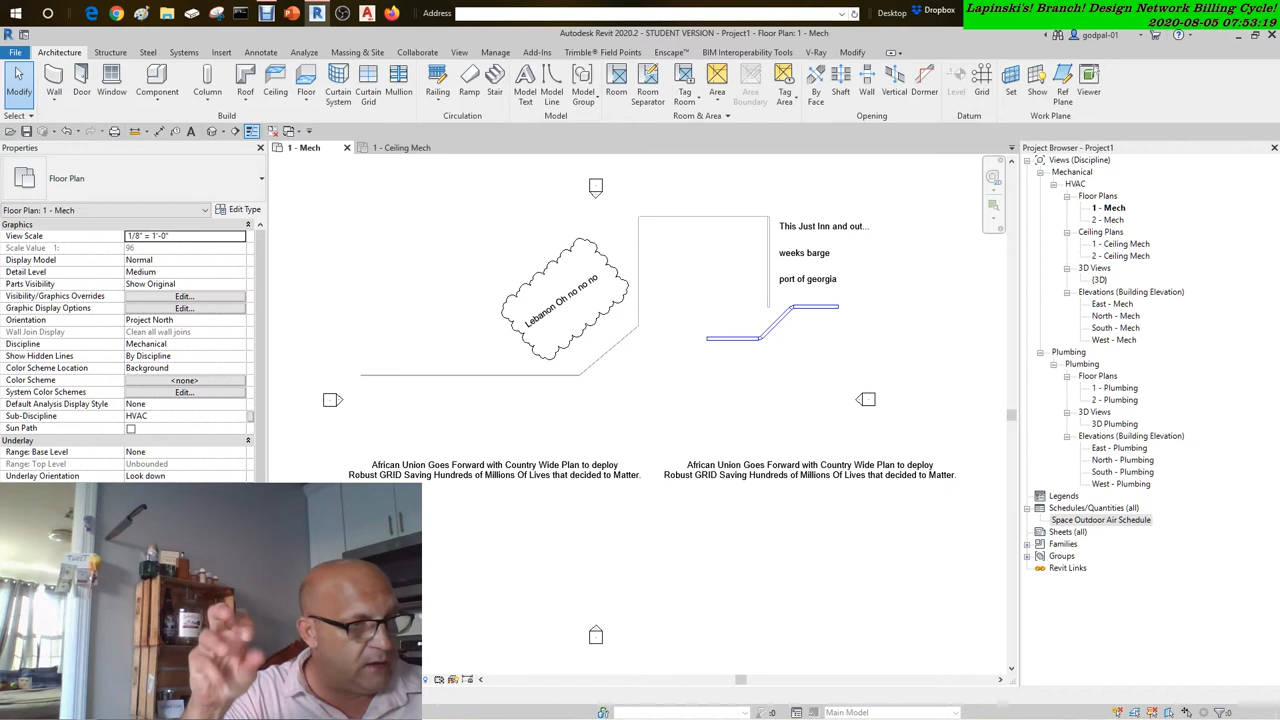 Address
Desktop
Dropbox
Lapinski's! Branch! Design Network Billing Cycle!
2020-08-05 07:53:19
Autodesk Revit 2020.2 - STUDENT VERSION - Project1 - Floor Plan: 1 - Mech
godpal-01
File Architecture Structure Steel Systems Insert Annotate Analyze Massing & Site Collaborate View Manage Add-Ins Trimble® Field Points Enscape™ BIM Interoperability Tools V-Ray Modify
Modify Wall Door Window Component Column Roof Ceiling Floor Curtain System Curtain Grid Mullion Railing Ramp Stair Model Text Model Line Model Group Room Room Separator Tag Room Area Area Boundary Tag Area By Face Shaft Wall Vertical Dormer Level Grid Set Show Ref Plane Viewer
Select Build Circulation Model Room & Area Opening Datum Work Plane
Properties
1 - Mech
1 - Ceiling Mech
Floor Plan
Floor Plan: 1 - Mech
Edit Type
Graphics
View Scale 1/8" = 1'-0"
Scale Value 1: 96
Display Model Normal
Detail Level Medium
Parts Visibility Show Original
Visibility/Graphics Overrides Edit...
Graphic Display Options Edit...
Orientation Project North
Wall Join Display Clean all wall joins
Discipline Mechanical
Show Hidden Lines By Discipline
Color Scheme Location Background
Color Scheme <none>
System Color Schemes Edit...
Default Analysis Display Style None
Sub-Discipline HVAC
Sun Path
Underlay
Range: Base Level None
Range: Top Level Unbounded
Underlay Orientation Look down
Lebanon Oh no no no
This Just Inn and out...
weeks barge
port of georgia
African Union Goes Forward with Country Wide Plan to deploy
Robust GRID Saving Hundreds of Millions Of Lives that decided to Matter.
African Union Goes Forward with Country Wide Plan to deploy
Robust GRID Saving Hundreds of Millions Of Lives that decided to Matter.
Project Browser - Project1
Views (Discipline)
Mechanical
HVAC
Floor Plans
1 - Mech
2 - Mech
Ceiling Plans
1 - Ceiling Mech
2 - Ceiling Mech
3D Views
{3D}
Elevations (Building Elevation)
East - Mech
North - Mech
South - Mech
West - Mech
Plumbing
Plumbing
Floor Plans
1 - Plumbing
2 - Plumbing
3D Views
3D Plumbing
Elevations (Building Elevation)
East - Plumbing
North - Plumbing
South - Plumbing
West - Plumbing
Legends
Schedules/Quantities (all)
Space Outdoor Air Schedule
Sheets (all)
Families
Groups
Revit Links
:0
Main Model
:0